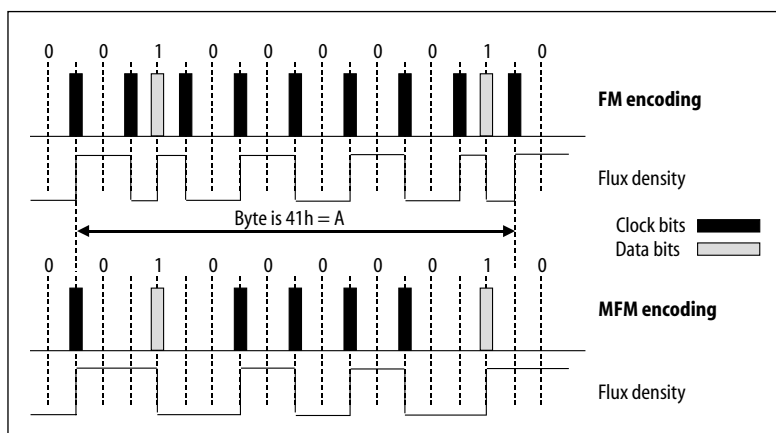 0 0 1 0 0 0 0 0 1 0
FM encoding
Flux density
Byte is 41h = A
Clock bits
Data bits
0 0 1 0 0 0 0 0 1 0
MFM encoding
Flux density